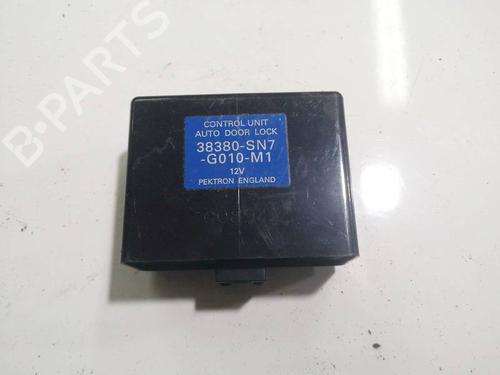 B-PARTS
CONTROL UNIT
AUTO DOOR LOCK
38380-SN7
-G010-M1
12V
PEKTRON ENGLAND